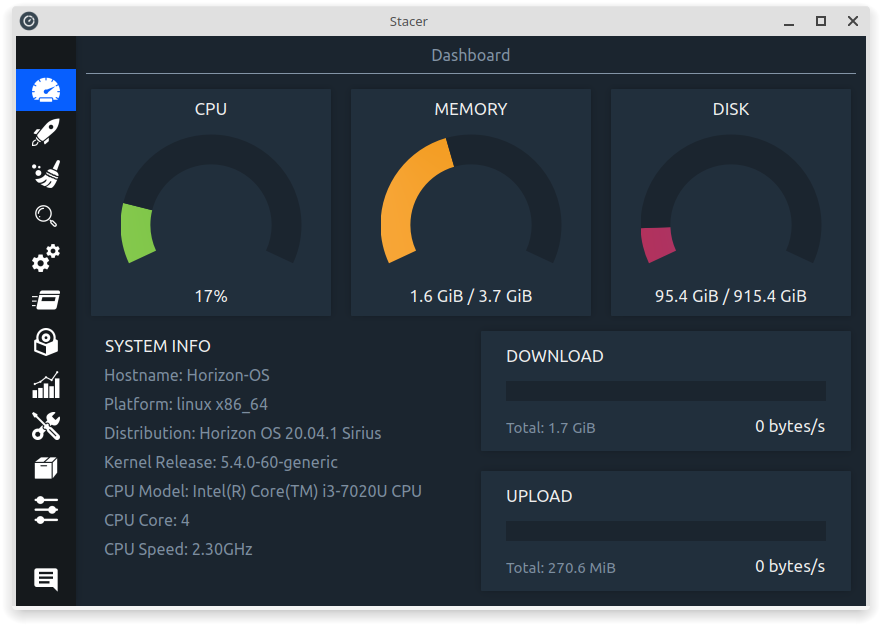 Stacer
Dashboard
CPU
17%
MEMORY
1.6 GiB / 3.7 GiB
DISK
95.4 GiB / 915.4 GiB
SYSTEM INFO
Hostname: Horizon-OS
Platform: linux x86_64
Distribution: Horizon OS 20.04.1 Sirius
Kernel Release: 5.4.0-60-generic
CPU Model: Intel(R) Core(TM) i3-7020U CPU
CPU Core: 4
CPU Speed: 2.30GHz
DOWNLOAD
Total: 1.7 GiB
0 bytes/s
UPLOAD
Total: 270.6 MiB
0 bytes/s